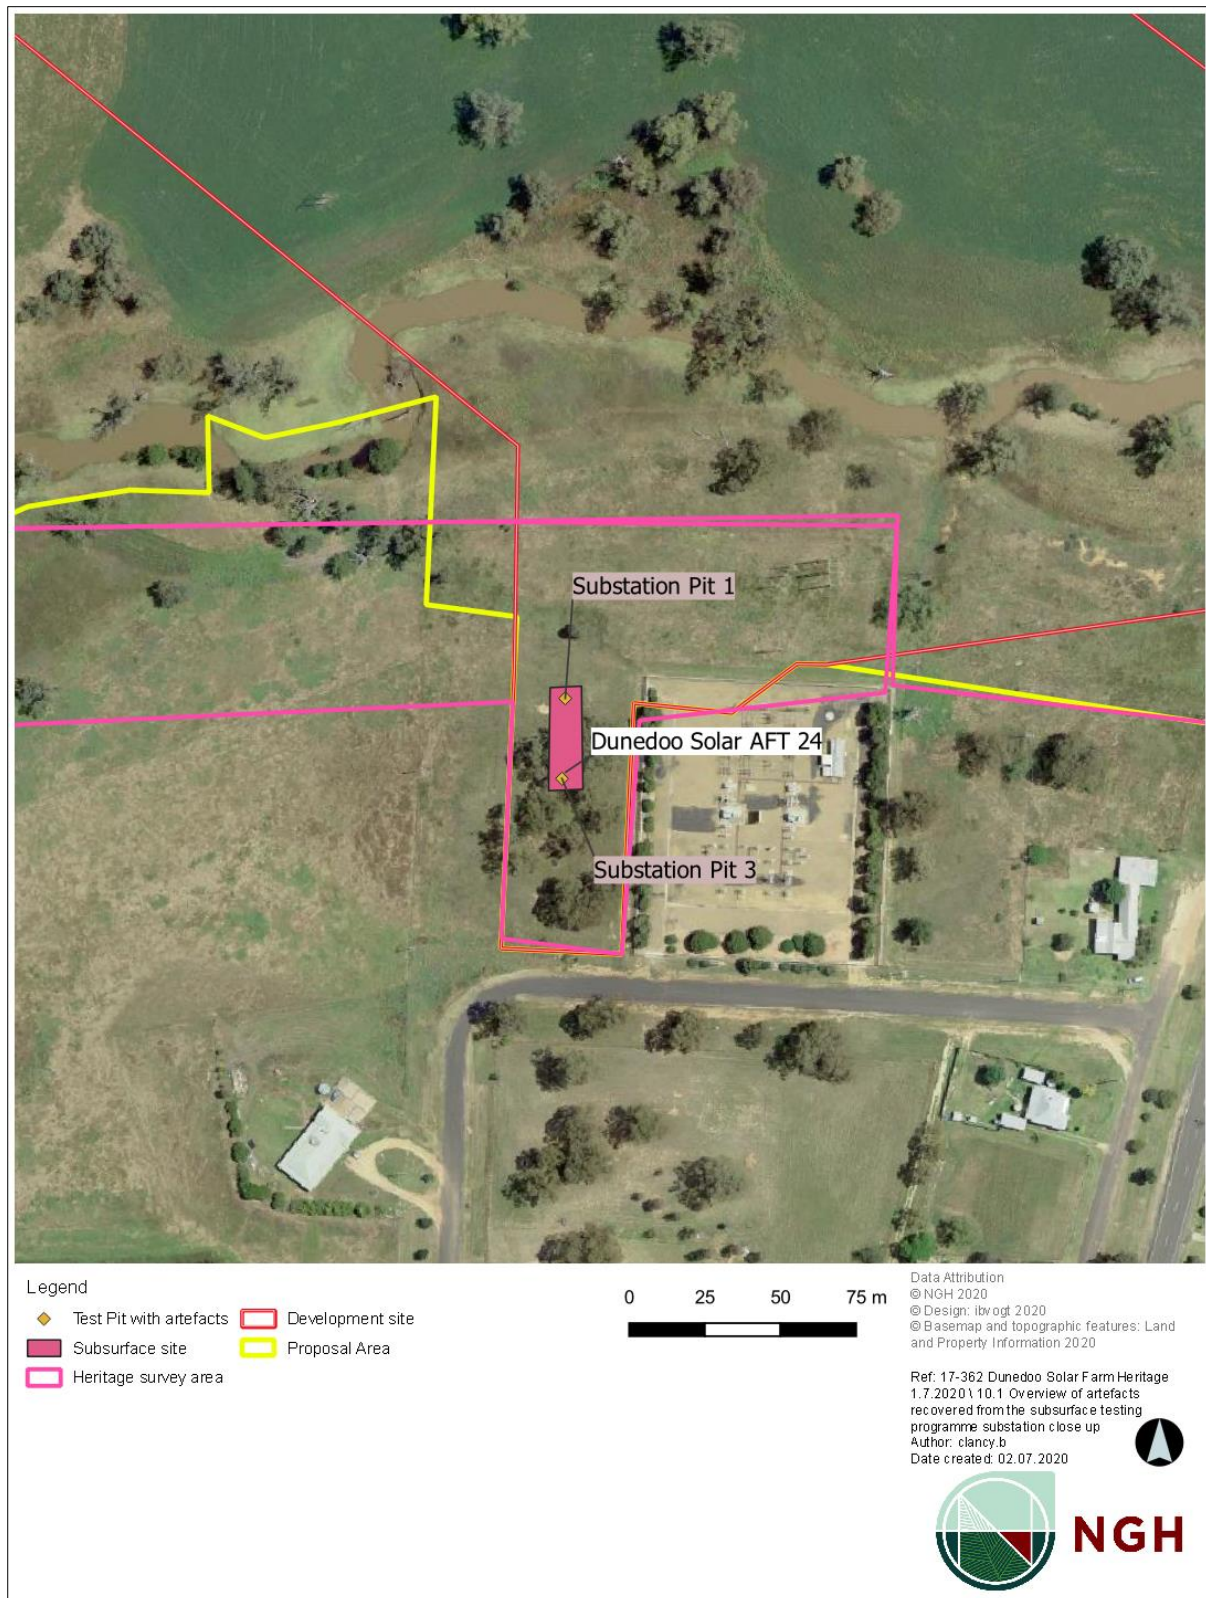 Substation Pit 1
Dunedoo Solar AFT 24
Substation Pit 3
Legend
Test Pit with artefacts
Development site
Subsurface site
Proposal Area
Heritage survey area
0 25 50 75 m
Data Attribution
© NGH 2020
© Design: ibvogt 2020
© Basemap and topographic features: Land
and Property Information 2020
Ref: 17-362 Dunedoo Solar Farm Heritage
1.7.2020 \ 10.1 Overview of artefacts
recovered from the subsurface testing
programme substation close up
Author: clancy.b
Date created: 02.07.2020
NGH